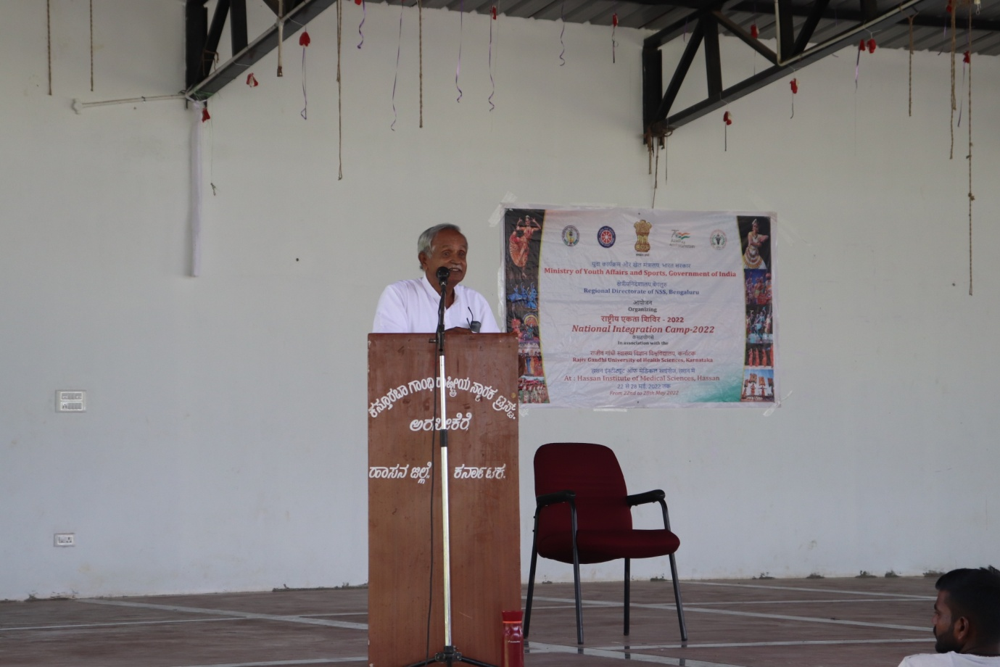 युवा कार्यक्रम और खेल मंत्रालय, भारत सरकार
Ministry of Youth Affairs and Sports, Government of India
क्षेत्रीयनिदेशालय, बेंगलुरु
Regional Directorate of NSS, Bengaluru
आयोजन
Organizing
राष्ट्रीय एकता शिविर - 2022
National Integration Camp-2022
In association with the
राजीव गांधी स्वास्थ्य विज्ञान विश्वविद्यालय, कर्नाटक
Rajiv Gandhi University of Health Sciences, Karnataka
हासन इंस्टीट्यूट ऑफ मेडिकल साइंसेज, हासन में
At : Hassan Institute of Medical Sciences, Hassan
22 से 28 मई, 2022 तक
From 22nd to 28th May 2022
ಕಸ್ತೂರಬಾ ಗಾಂಧಿ ರಾಷ್ಟ್ರೀಯ ಸ್ಮಾರಕ ಟ್ರಸ್ಟ್.
ಅರಸೀಕೆರೆ
ಹಾಸನ ಜಿಲ್ಲೆ. ಕರ್ನಾಟಕ.